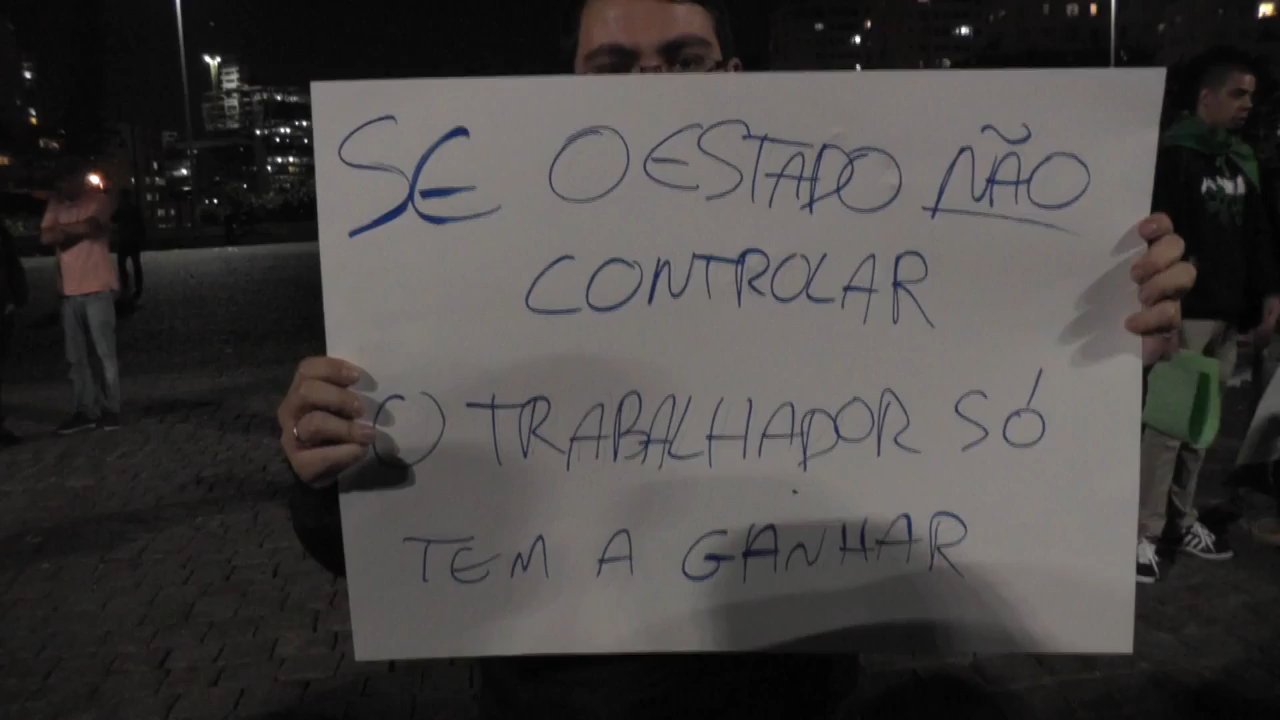 SE O ESTADO NÃO
CONTROLAR
O TRABALHADOR SÓ
TEM A GANHAR